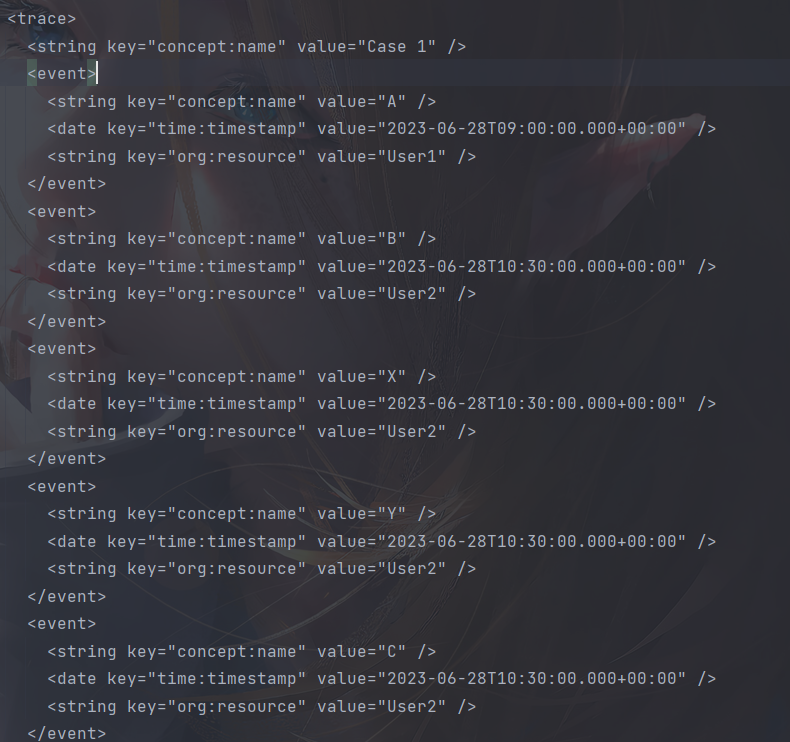 <trace>
<string key="concept:name" value="Case 1" />
<event>
<string key="concept:name" value="A" />
<date key="time:timestamp" value="2023-06-28T09:00:00.000+00:00" />
<string key="org:resource" value="User1" />
</event>
<event>
<string key="concept:name" value="B" />
<date key="time:timestamp" value="2023-06-28T10:30:00.000+00:00" />
<string key="org:resource" value="User2" />
</event>
<event>
<string key="concept:name" value="X" />
<date key="time:timestamp" value="2023-06-28T10:30:00.000+00:00" />
<string key="org:resource" value="User2" />
</event>
<event>
<string key="concept:name" value="Y" />
<date key="time:timestamp" value="2023-06-28T10:30:00.000+00:00" />
<string key="org:resource" value="User2" />
</event>
<event>
<string key="concept:name" value="C" />
<date key="time:timestamp" value="2023-06-28T10:30:00.000+00:00" />
<string key="org:resource" value="User2" />
</event>